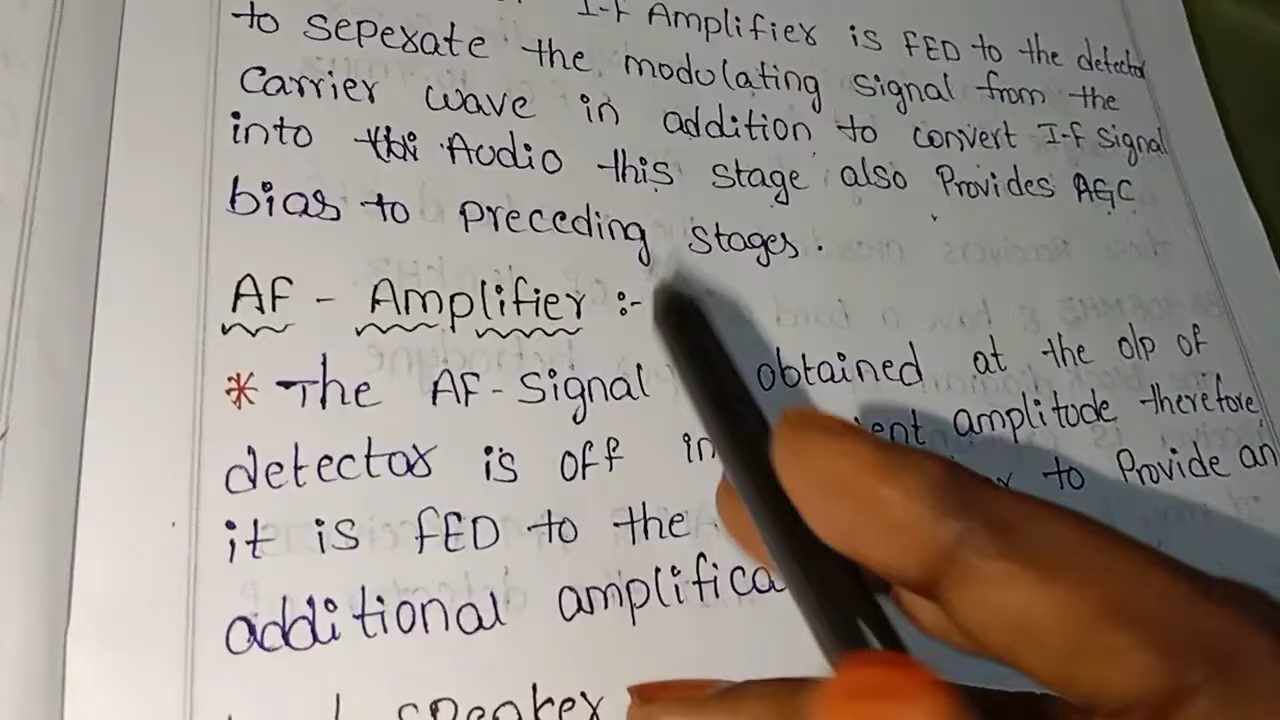 I-f Amplifier is FED to the detector
to seperate the modulating signal from the
carrier wave in addition to convert I-f signal
into the Audio this stage also Provides AGC
bias to preceding stages.
AF - Amplifier :-
* The AF-Signal obtained at the o/p of
detector is off in ient amplitude therefore
it is FED to the to Provide an
additional amplifica
speaker